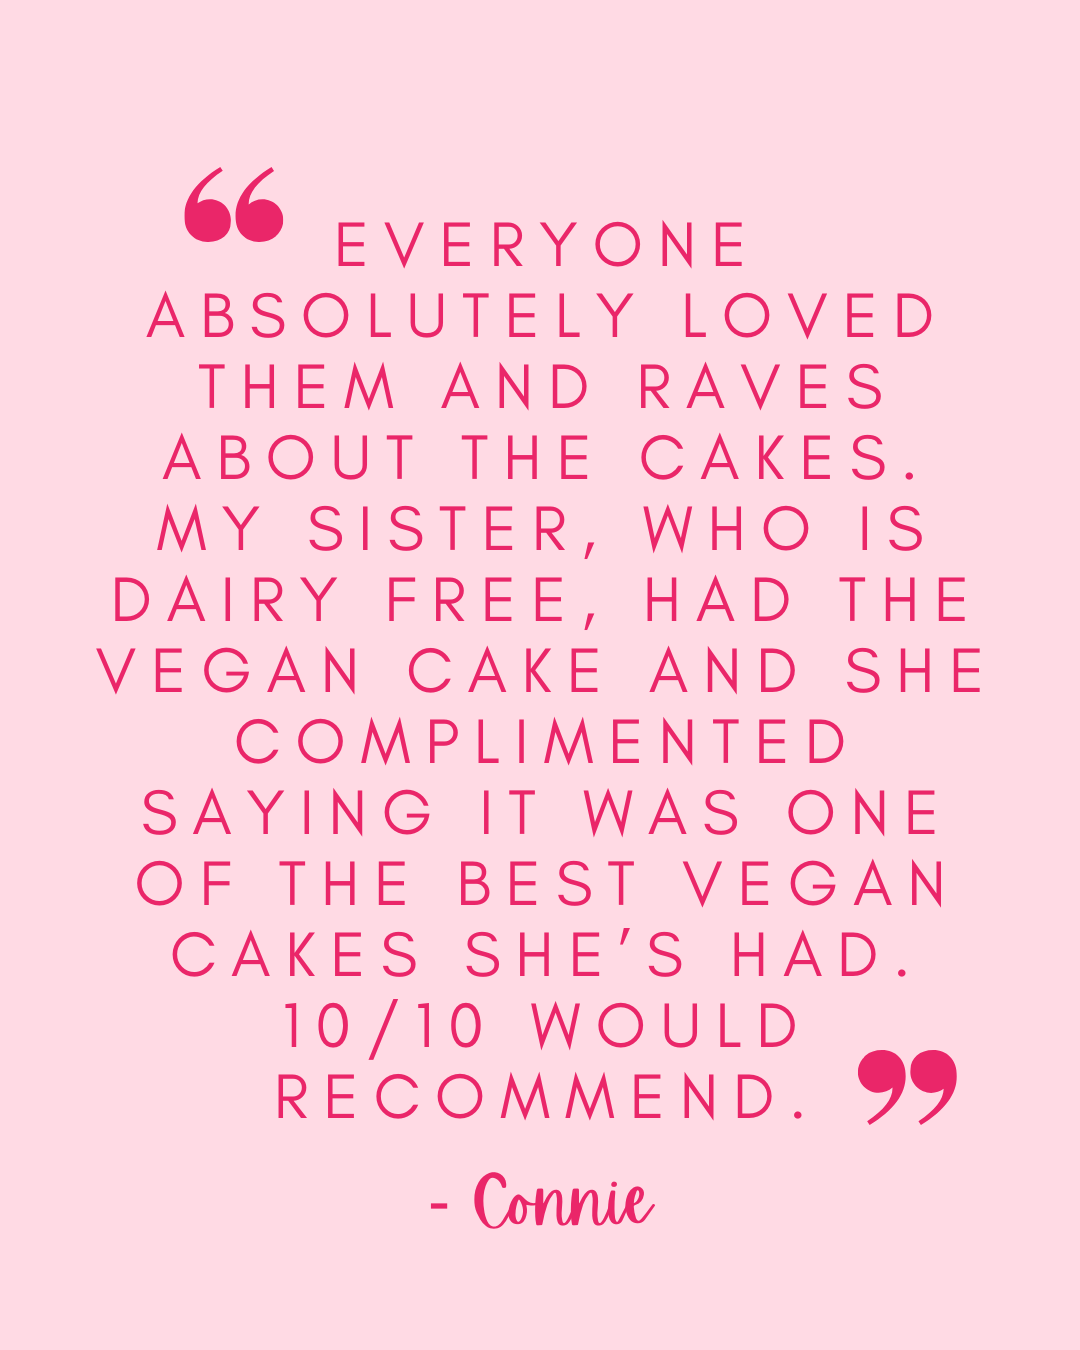 “ EVERYONE
ABSOLUTELY LOVED
THEM AND RAVES
ABOUT THE CAKES.
MY SISTER, WHO IS
DAIRY FREE, HAD THE
VEGAN CAKE AND SHE
COMPLIMENTED
SAYING IT WAS ONE
OF THE BEST VEGAN
CAKES SHE’S HAD.
10/10 WOULD
RECOMMEND. ”
- Connie